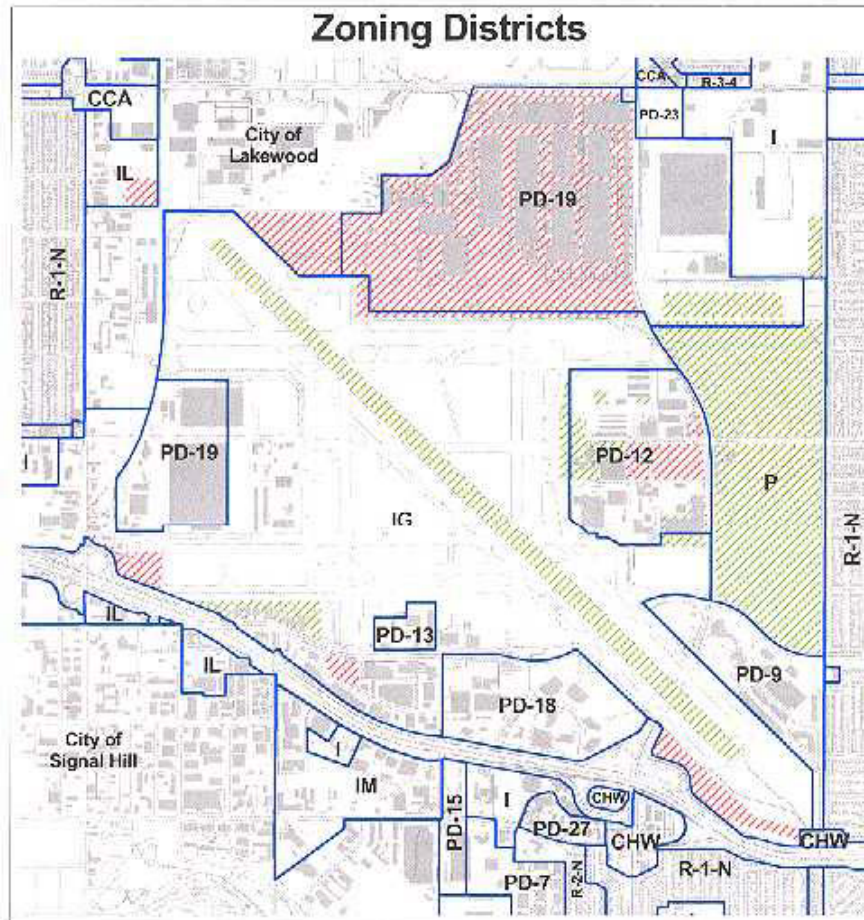 Zoning Districts
CCA
R-3-4
CCA
PD-23
City of
Lakewood
I
IL
PD-19
R-1-N
PD-19
PD-12
I
P
IG
R-1-N
IL
PD-13
IL
PD-9
PD-18
City of
Signal Hill
I
IM
PD-15
I
CHW
PD-27
CHW
CHW
PD-7
R-2-N
R-1-N